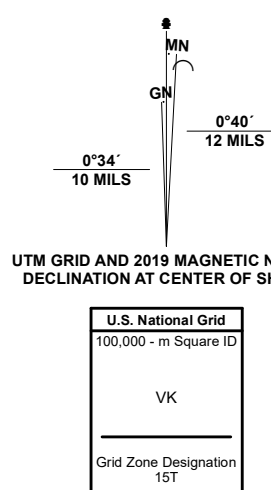 MN
GN
0°40´
12 MILS
0°34´
10 MILS
UTM GRID AND 2019 MAGNETIC
DECLINATION AT CENTER OF
U.S. National Grid
100,000 - m Square ID
VK
Grid Zone Designation
15T